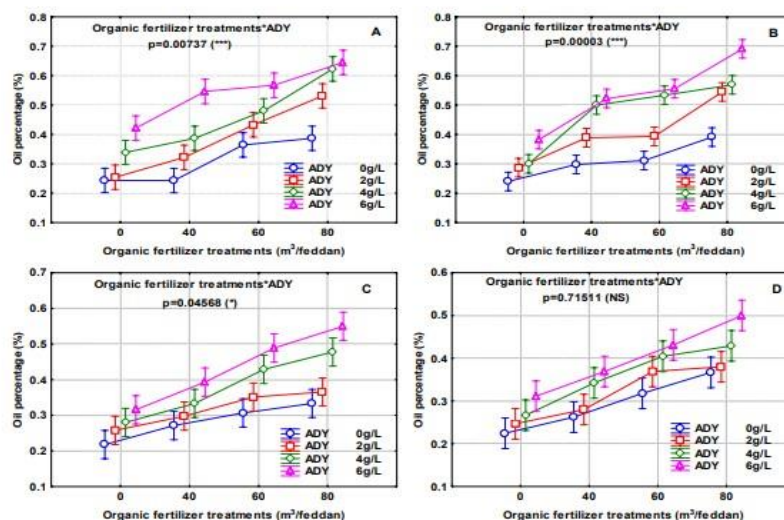 Organic fertilizer treatments*ADY
A
p=0.00737 (***)
Oil percentage (%)
0.8
0.7
0.6
0.5
0.4
0.3
0.2
0.1
ADY 0g/L
ADY 2g/L
ADY 4g/L
ADY 6g/L
0 40 60 80
Organic fertilizer treatments (m³/feddan)
Organic fertilizer treatments*ADY
B
p=0.00003 (***)
Oil percentage (%)
0.8
0.7
0.6
0.5
0.4
0.3
0.2
0.1
ADY 0g/L
ADY 2g/L
ADY 4g/L
ADY 6g/L
0 40 60 80
Organic fertilizer treatments (m³/feddan)
Organic fertilizer treatments*ADY
C
p=0.04568 (*)
Oil percentage (%)
0.7
0.6
0.5
0.4
0.3
0.2
0.1
ADY 0g/L
ADY 2g/L
ADY 4g/L
ADY 6g/L
0 40 60 80
Organic fertilizer treatments (m³/feddan)
Organic fertilizer treatments*ADY
D
p=0.71511 (NS)
Oil percentage (%)
0.6
0.5
0.4
0.3
0.2
0.1
ADY 0g/L
ADY 2g/L
ADY 4g/L
ADY 6g/L
0 40 60 80
Organic fertilizer treatments (m³/feddan)